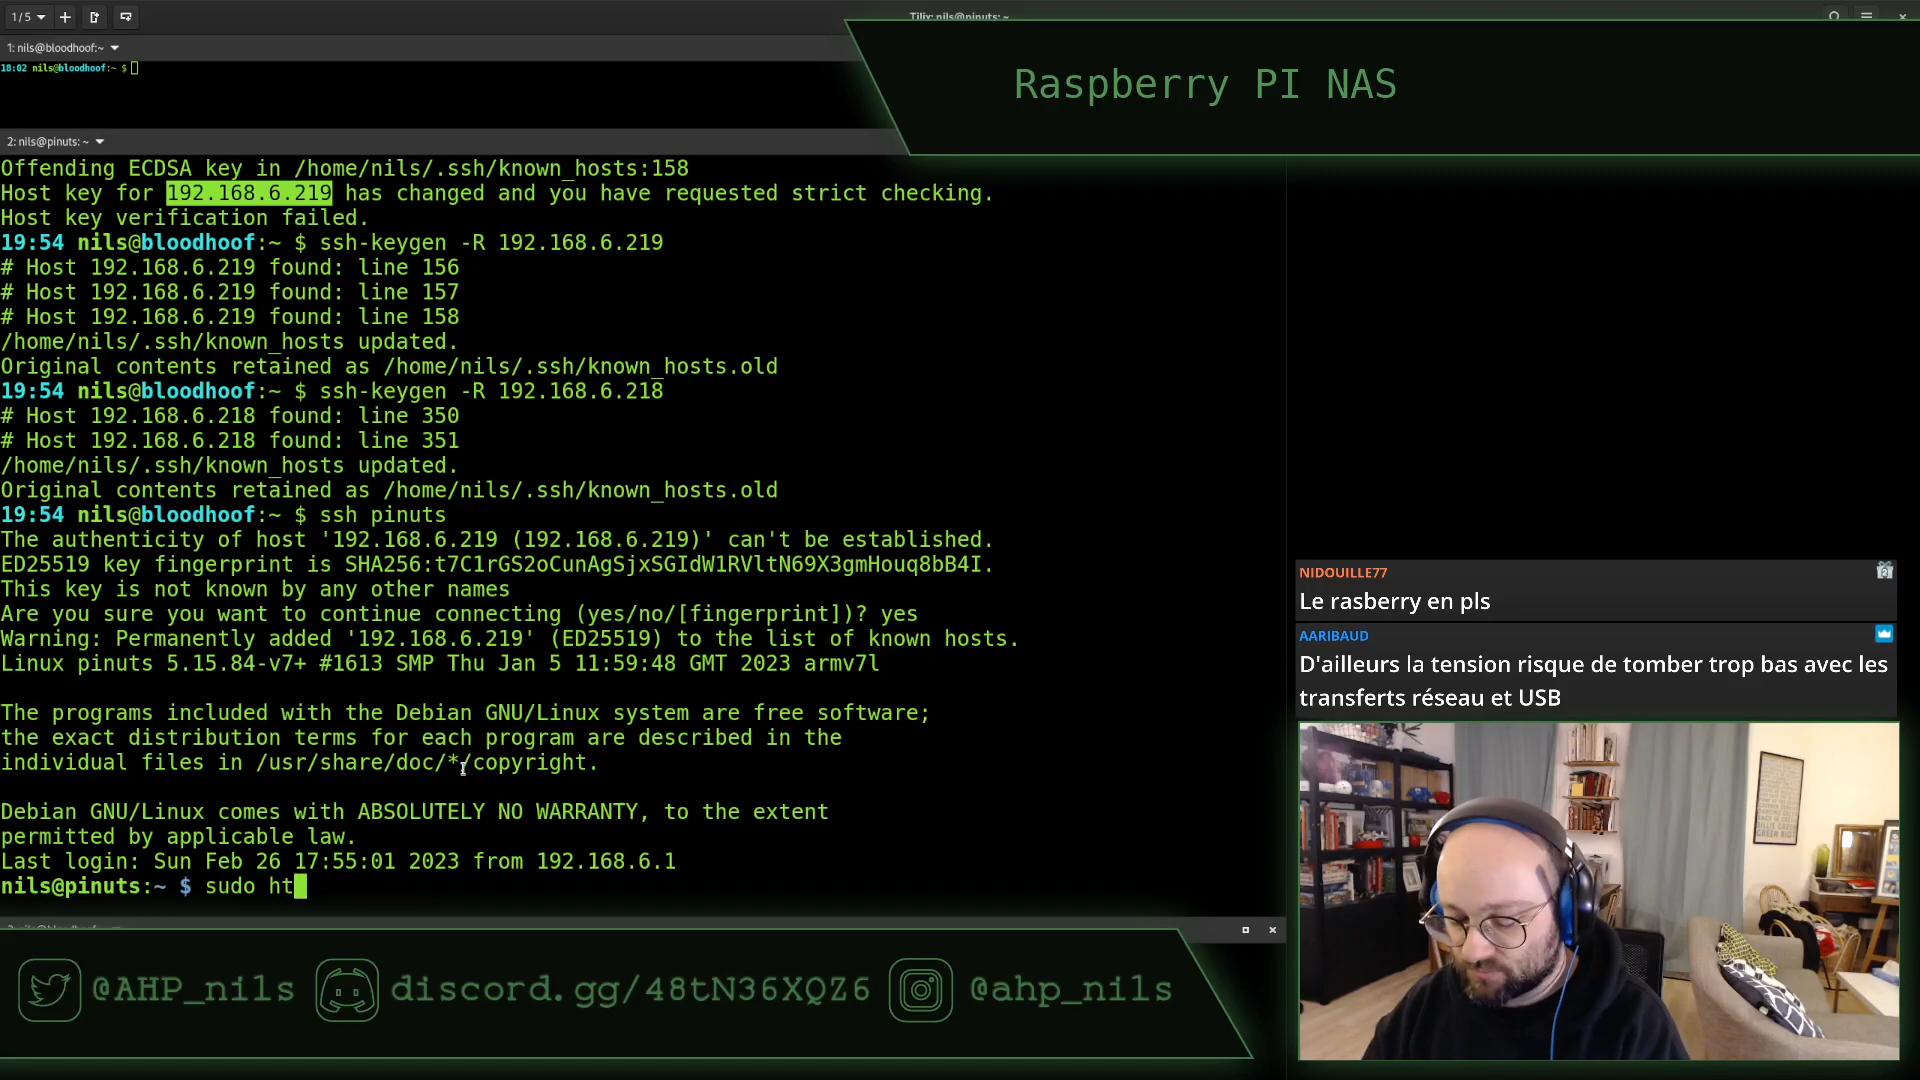 1/5
Tilix: nils@pinuts: ~
1: nils@bloodhoof:~
18:02 nils@bloodhoof:~ $
Raspberry PI NAS
2: nils@pinuts: ~
Offending ECDSA key in /home/nils/.ssh/known_hosts:158
Host key for 192.168.6.219 has changed and you have requested strict checking.
Host key verification failed.
19:54 nils@bloodhoof:~ $ ssh-keygen -R 192.168.6.219
# Host 192.168.6.219 found: line 156
# Host 192.168.6.219 found: line 157
# Host 192.168.6.219 found: line 158
/home/nils/.ssh/known_hosts updated.
Original contents retained as /home/nils/.ssh/known_hosts.old
19:54 nils@bloodhoof:~ $ ssh-keygen -R 192.168.6.218
# Host 192.168.6.218 found: line 350
# Host 192.168.6.218 found: line 351
/home/nils/.ssh/known_hosts updated.
Original contents retained as /home/nils/.ssh/known_hosts.old
19:54 nils@bloodhoof:~ $ ssh pinuts
The authenticity of host '192.168.6.219 (192.168.6.219)' can't be established.
ED25519 key fingerprint is SHA256:t7C1rGS2oCunAgSjxSGIdW1RVltN69X3gmHouq8bB4I.
This key is not known by any other names
Are you sure you want to continue connecting (yes/no/[fingerprint])? yes
Warning: Permanently added '192.168.6.219' (ED25519) to the list of known hosts.
Linux pinuts 5.15.84-v7+ #1613 SMP Thu Jan 5 11:59:48 GMT 2023 armv7l
The programs included with the Debian GNU/Linux system are free software;
the exact distribution terms for each program are described in the
individual files in /usr/share/doc/*/copyright.
Debian GNU/Linux comes with ABSOLUTELY NO WARRANTY, to the extent
permitted by applicable law.
Last login: Sun Feb 26 17:55:01 2023 from 192.168.6.1
nils@pinuts:~ $ sudo ht
NIDOUILLE77
Le rasberry en pls
AARIBAUD
D'ailleurs la tension risque de tomber trop bas avec les
transferts réseau et USB
@AHP_nils
discord.gg/48tN36XQZ6
@ahp_nils